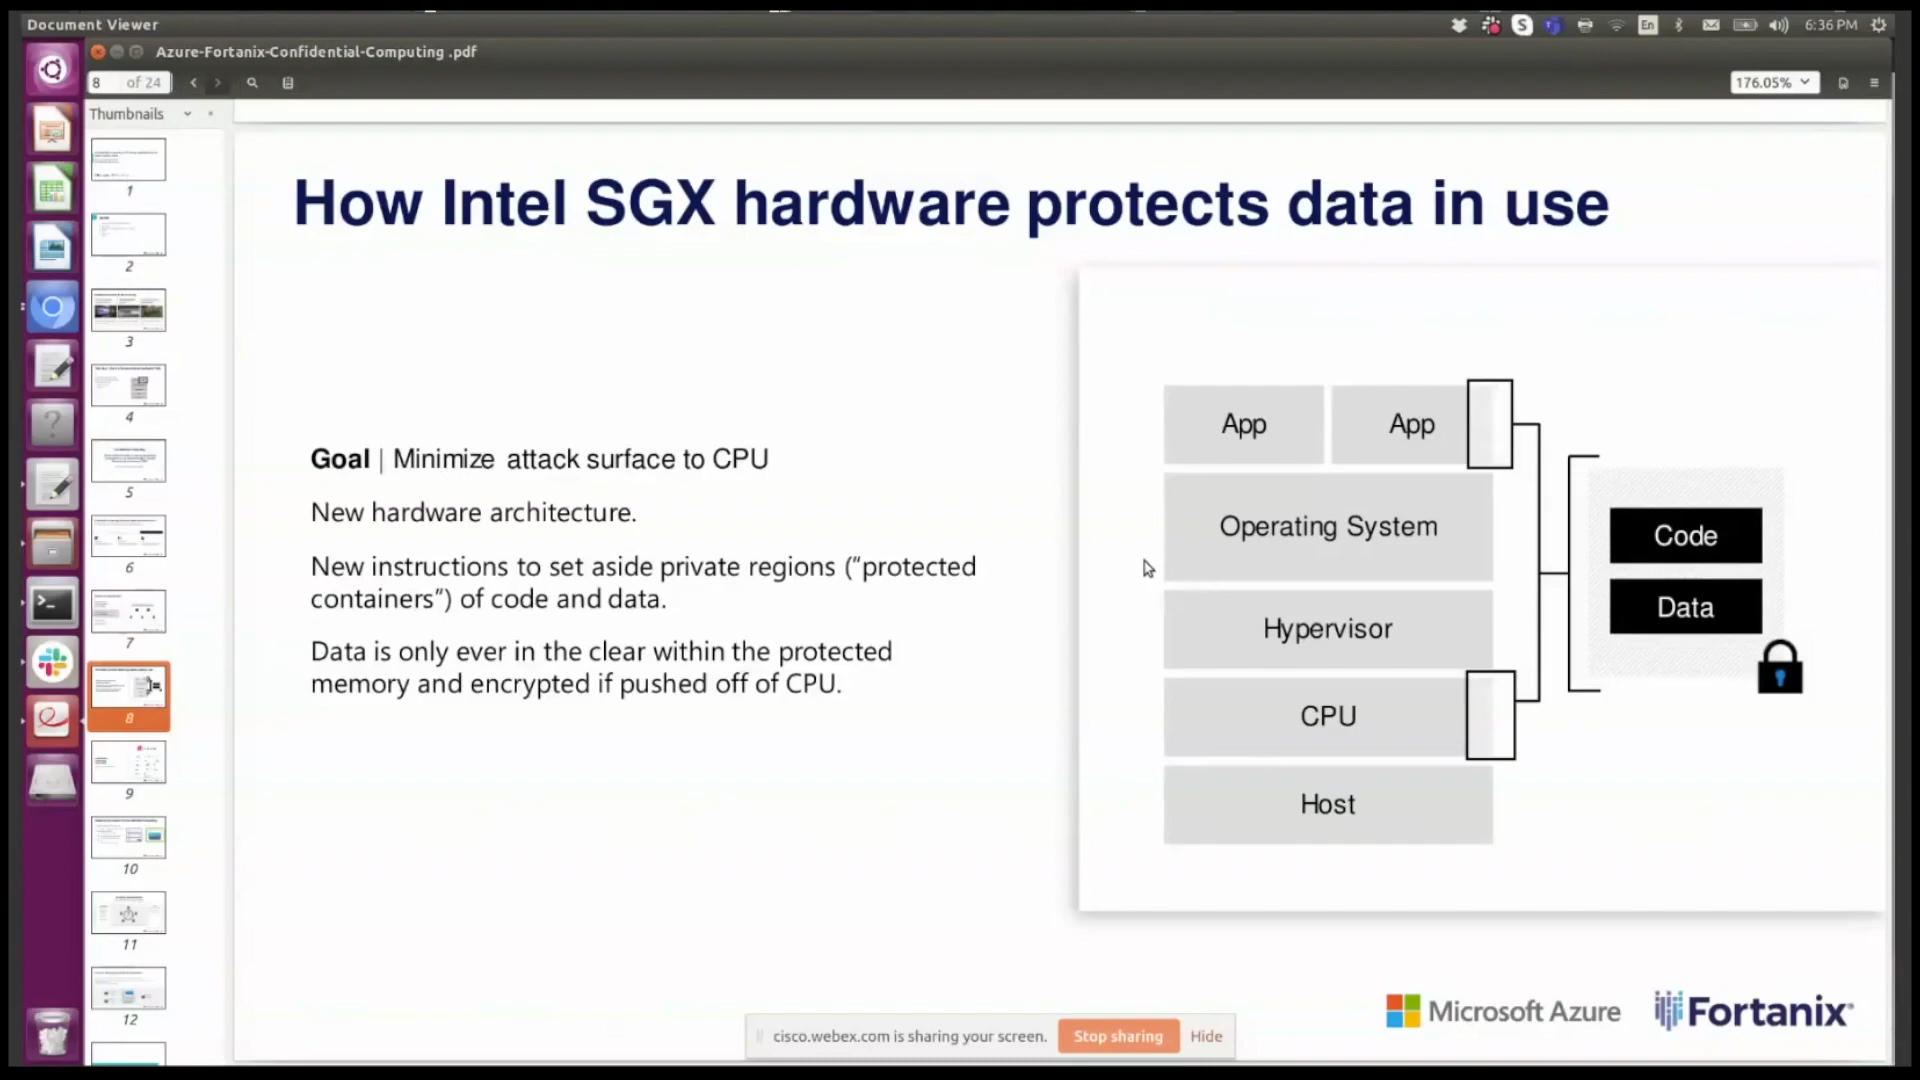 Document Viewer
En
6:36 PM
Azure-Fortanix-Confidential-Computing .pdf
8 of 24
176.05%
Thumbnails
1
2
3
4
5
6
7
8
9
10
11
12
How Intel SGX hardware protects data in use
Goal | Minimize attack surface to CPU
New hardware architecture.
New instructions to set aside private regions (“protected
containers”) of code and data.
Data is only ever in the clear within the protected
memory and encrypted if pushed off of CPU.
App
App
Operating System
Hypervisor
CPU
Host
Code
Data
Microsoft Azure
Fortanix
cisco.webex.com is sharing your screen.
Stop sharing
Hide